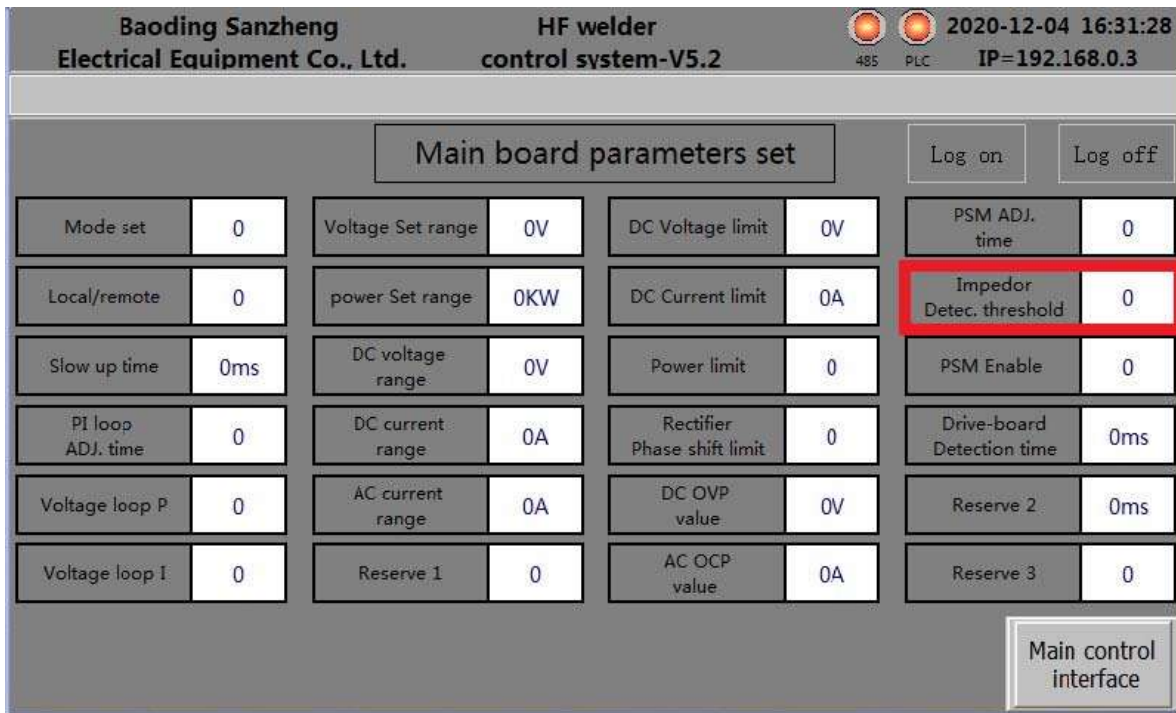 Baoding Sanzheng
Electrical Equipment Co., Ltd.
HF welder
control system-V5.2
485
PLC
2020-12-04 16:31:28
IP=192.168.0.3
Main board parameters set
Log on
Log off
Mode set
0
Voltage Set range
0V
DC Voltage limit
0V
PSM ADJ.
time
0
Local/remote
0
power Set range
0KW
DC Current limit
0A
Impedor
Detec. threshold
0
Slow up time
0ms
DC voltage
range
0V
Power limit
0
PSM Enable
0
PI loop
ADJ. time
0
DC current
range
0A
Rectifier
Phase shift limit
0
Drive-board
Detection time
0ms
Voltage loop P
0
AC current
range
0A
DC OVP
value
0V
Reserve 2
0ms
Voltage loop I
0
Reserve 1
0
AC OCP
value
0A
Reserve 3
0
Main control
interface